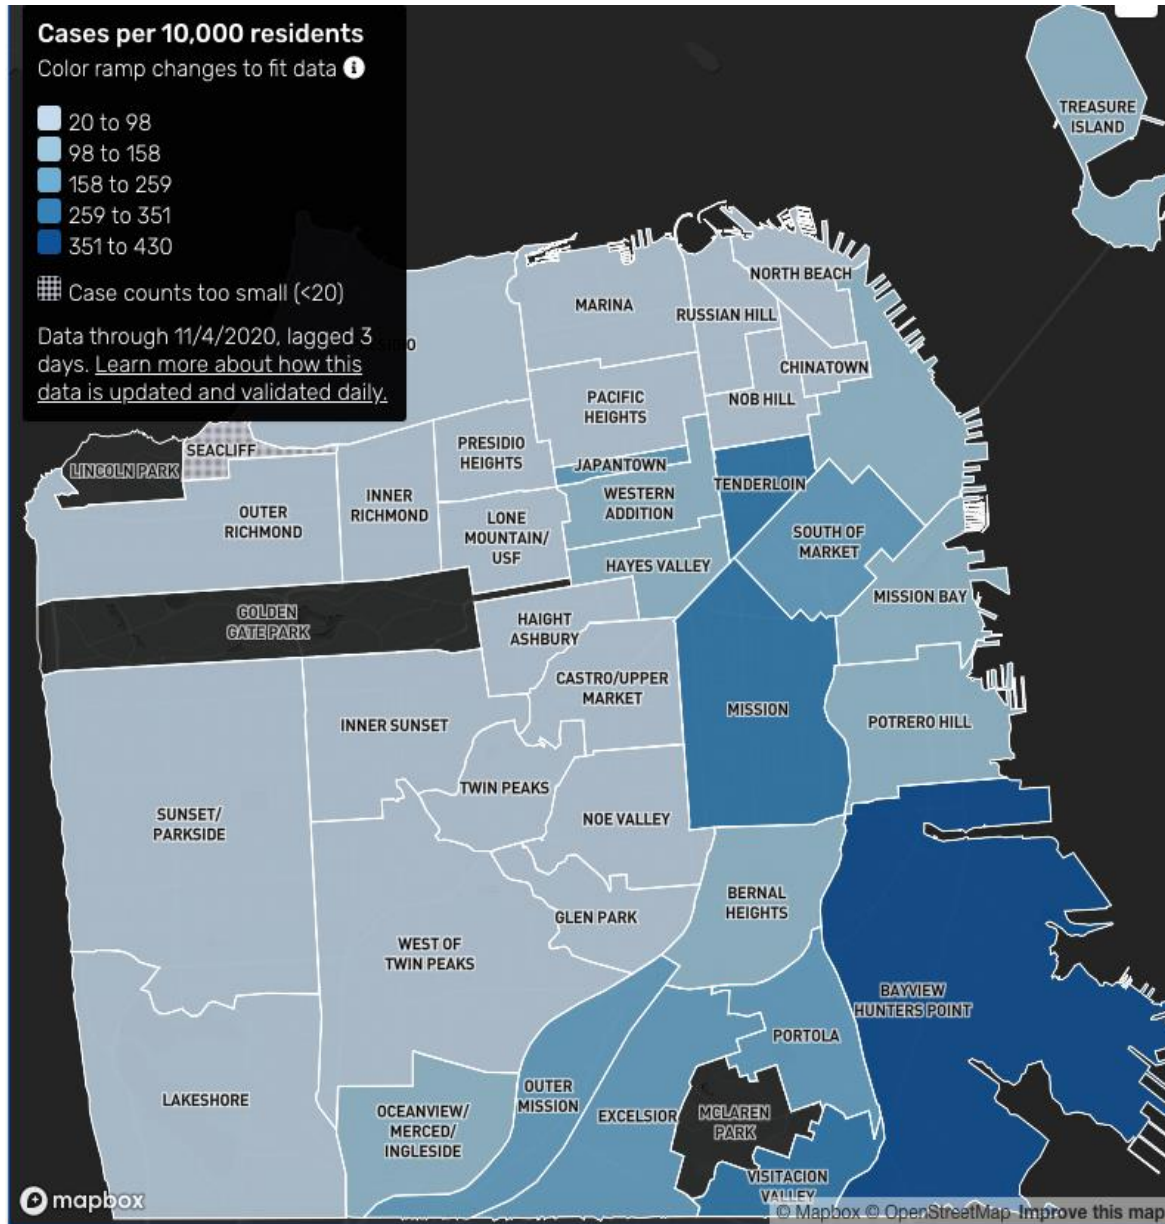 Cases per 10,000 residents
Color ramp changes to fit data i
20 to 98
98 to 158
158 to 259
259 to 351
351 to 430
Case counts too small (<20)
Data through 11/4/2020, lagged 3
days. Learn more about how this
data is updated and validated daily.
TREASURE
ISLAND
NORTH BEACH
MARINA
RUSSIAN HILL
CHINATOWN
PACIFIC
HEIGHTS
NOB HILL
PRESIDIO
HEIGHTS
SEACLIFF
LINCOLN PARK
JAPANTOWN
TENDERLOIN
WESTERN
ADDITION
INNER
RICHMOND
OUTER
RICHMOND
LONE
MOUNTAIN/
USF
SOUTH OF
MARKET
HAYES VALLEY
MISSION BAY
GOLDEN
GATE PARK
HAIGHT
ASHBURY
CASTRO/UPPER
MARKET
MISSION
POTRERO HILL
INNER SUNSET
TWIN PEAKS
SUNSET/
PARKSIDE
NOE VALLEY
BERNAL
HEIGHTS
GLEN PARK
WEST OF
TWIN PEAKS
BAYVIEW
HUNTERS POINT
PORTOLA
LAKESHORE
OUTER
MISSION
EXCELSIOR
MCLAREN
PARK
OCEANVIEW/
MERCED/
INGLESIDE
VISITACION
VALLEY
mapbox
© Mapbox © OpenStreetMap Improve this map